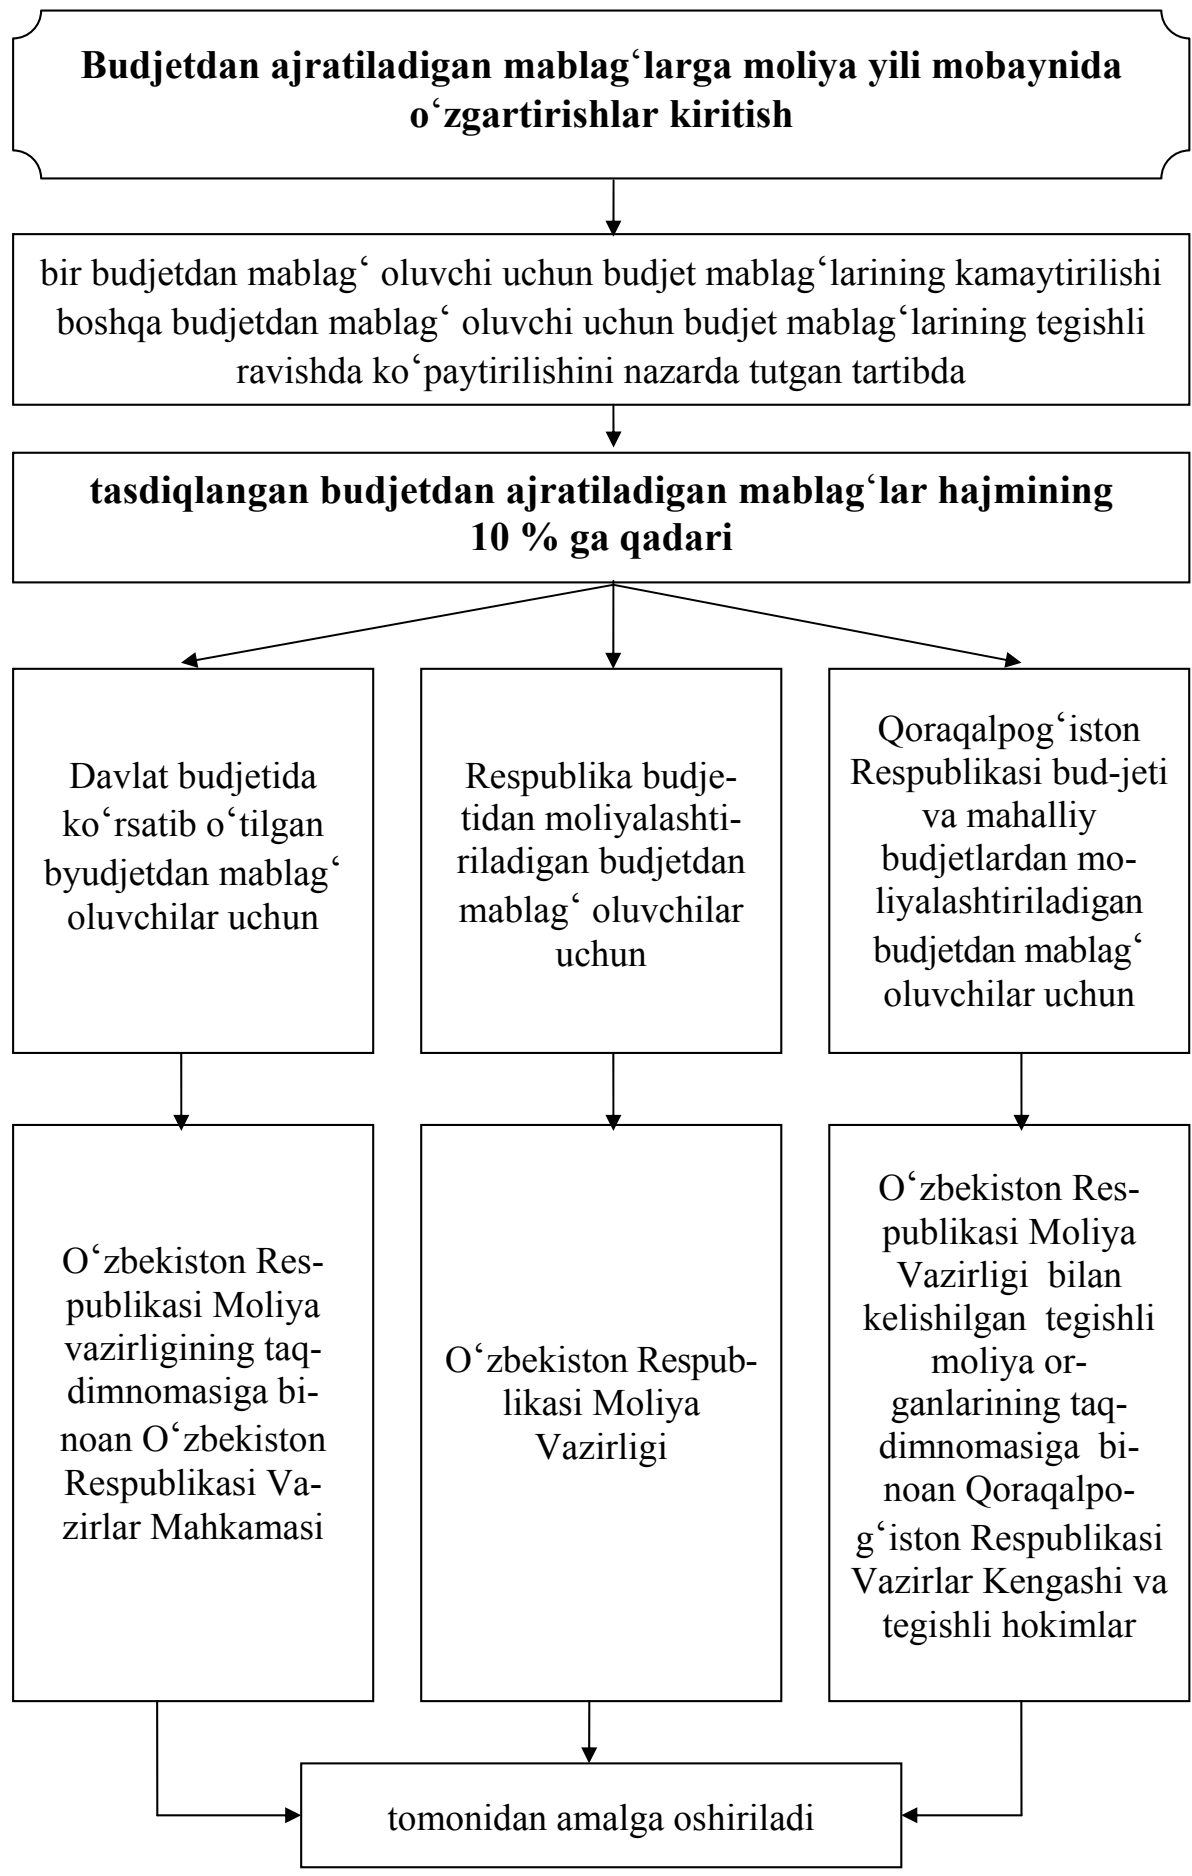 Budjetdan ajratiladigan mablag‘larga moliya yili mobaynida
o‘zgartirishlar kiritish
bir budjetdan mablag‘ oluvchi uchun budjet mablag‘larining kamaytirilishi
boshqa budjetdan mablag‘ oluvchi uchun budjet mablag‘larining tegishli
ravishda ko‘paytirilishini nazarda tutgan tartibda
tasdiqlangan budjetdan ajratiladigan mablag‘lar hajmining
10 % ga qadari
Davlat budjetida
ko‘rsatib o‘tilgan
byudjetdan mablag‘
oluvchilar uchun
Respublika budje-
tidan moliyalashti-
riladigan budjetdan
mablag‘ oluvchilar
uchun
Qoraqalpog‘iston
Respublikasi bud-jeti
va mahalliy
budjetlardan mo-
liyalashtiriladigan
budjetdan mablag‘
oluvchilar uchun
O‘zbekiston Res-
publikasi Moliya
vazirligining taq-
dimnomasiga bi-
noan O‘zbekiston
Respublikasi Va-
zirlar Mahkamasi
O‘zbekiston Respub-
likasi Moliya
Vazirligi
O‘zbekiston Res-
publikasi Moliya
Vazirligi bilan
kelishilgan tegishli
moliya or-
ganlarining taq-
dimnomasiga bi-
noan Qoraqalpo-
g‘iston Respublikasi
Vazirlar Kengashi va
tegishli hokimlar
tomonidan amalga oshiriladi